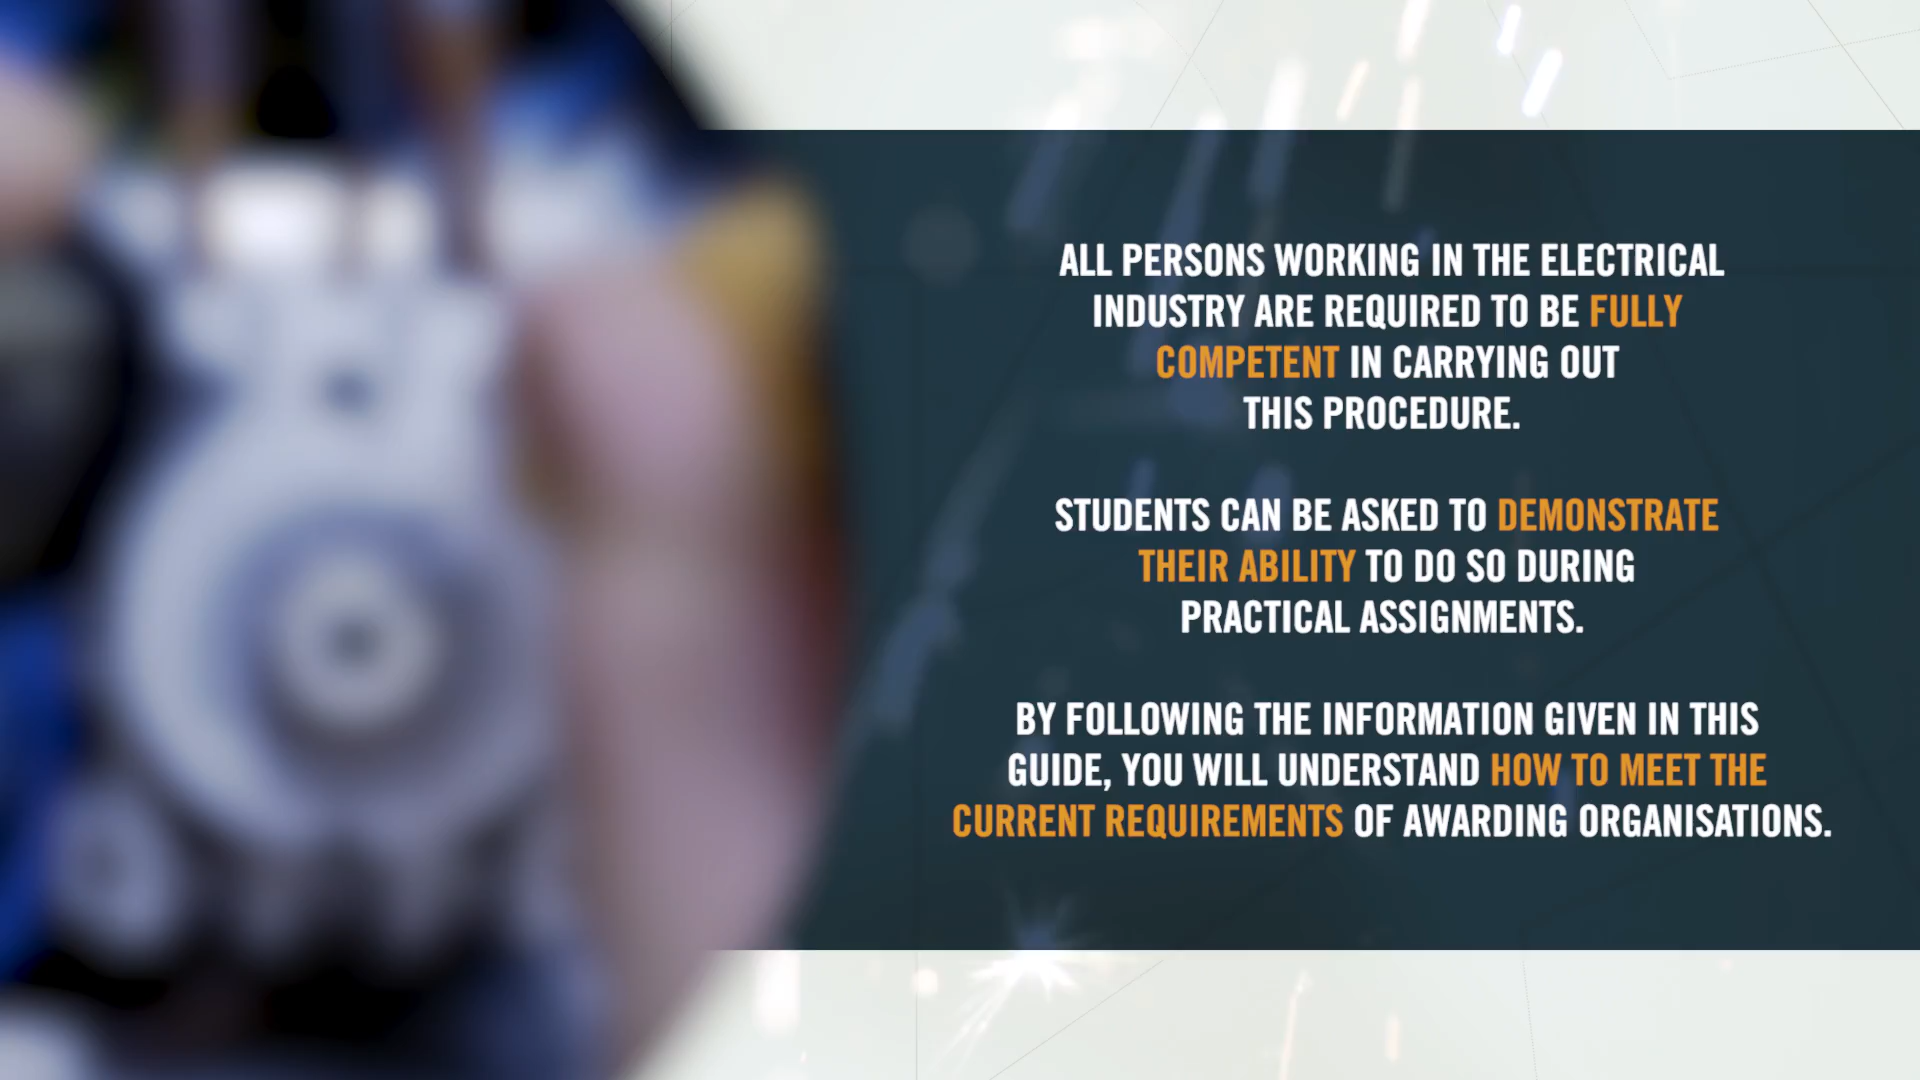 ALL PERSONS WORKING IN THE ELECTRICAL
INDUSTRY ARE REQUIRED TO BE FULLY
COMPETENT IN CARRYING OUT
THIS PROCEDURE.
STUDENTS CAN BE ASKED TO DEMONSTRATE
THEIR ABILITY TO DO SO DURING
PRACTICAL ASSIGNMENTS.
BY FOLLOWING THE INFORMATION GIVEN IN THIS
GUIDE, YOU WILL UNDERSTAND HOW TO MEET THE
CURRENT REQUIREMENTS OF AWARDING ORGANISATIONS.